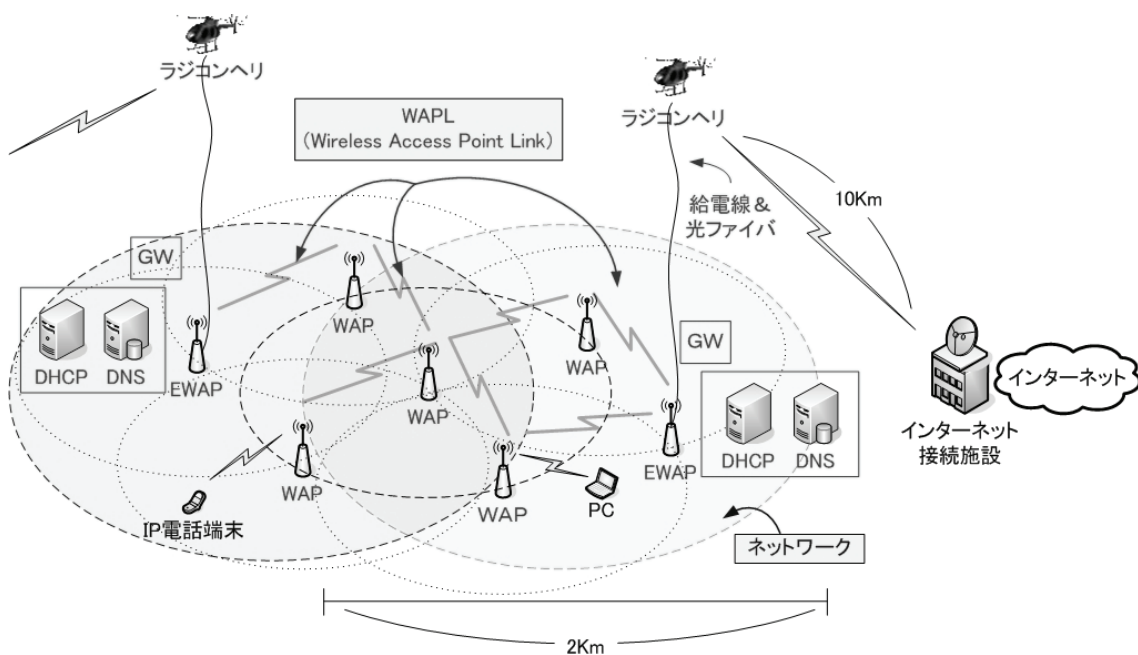 ラジコンヘリ
ラジコンヘリ
WAPL
(Wireless Access Point Link)
10Km
給電線&
光ファイバ
GW
DHCP
DNS
EWAP
WAP
WAP
WAP
GW
インターネット
インターネット
接続施設
WAP
WAP
EWAP
DHCP
DNS
PC
IP電話端末
ネットワーク
2Km